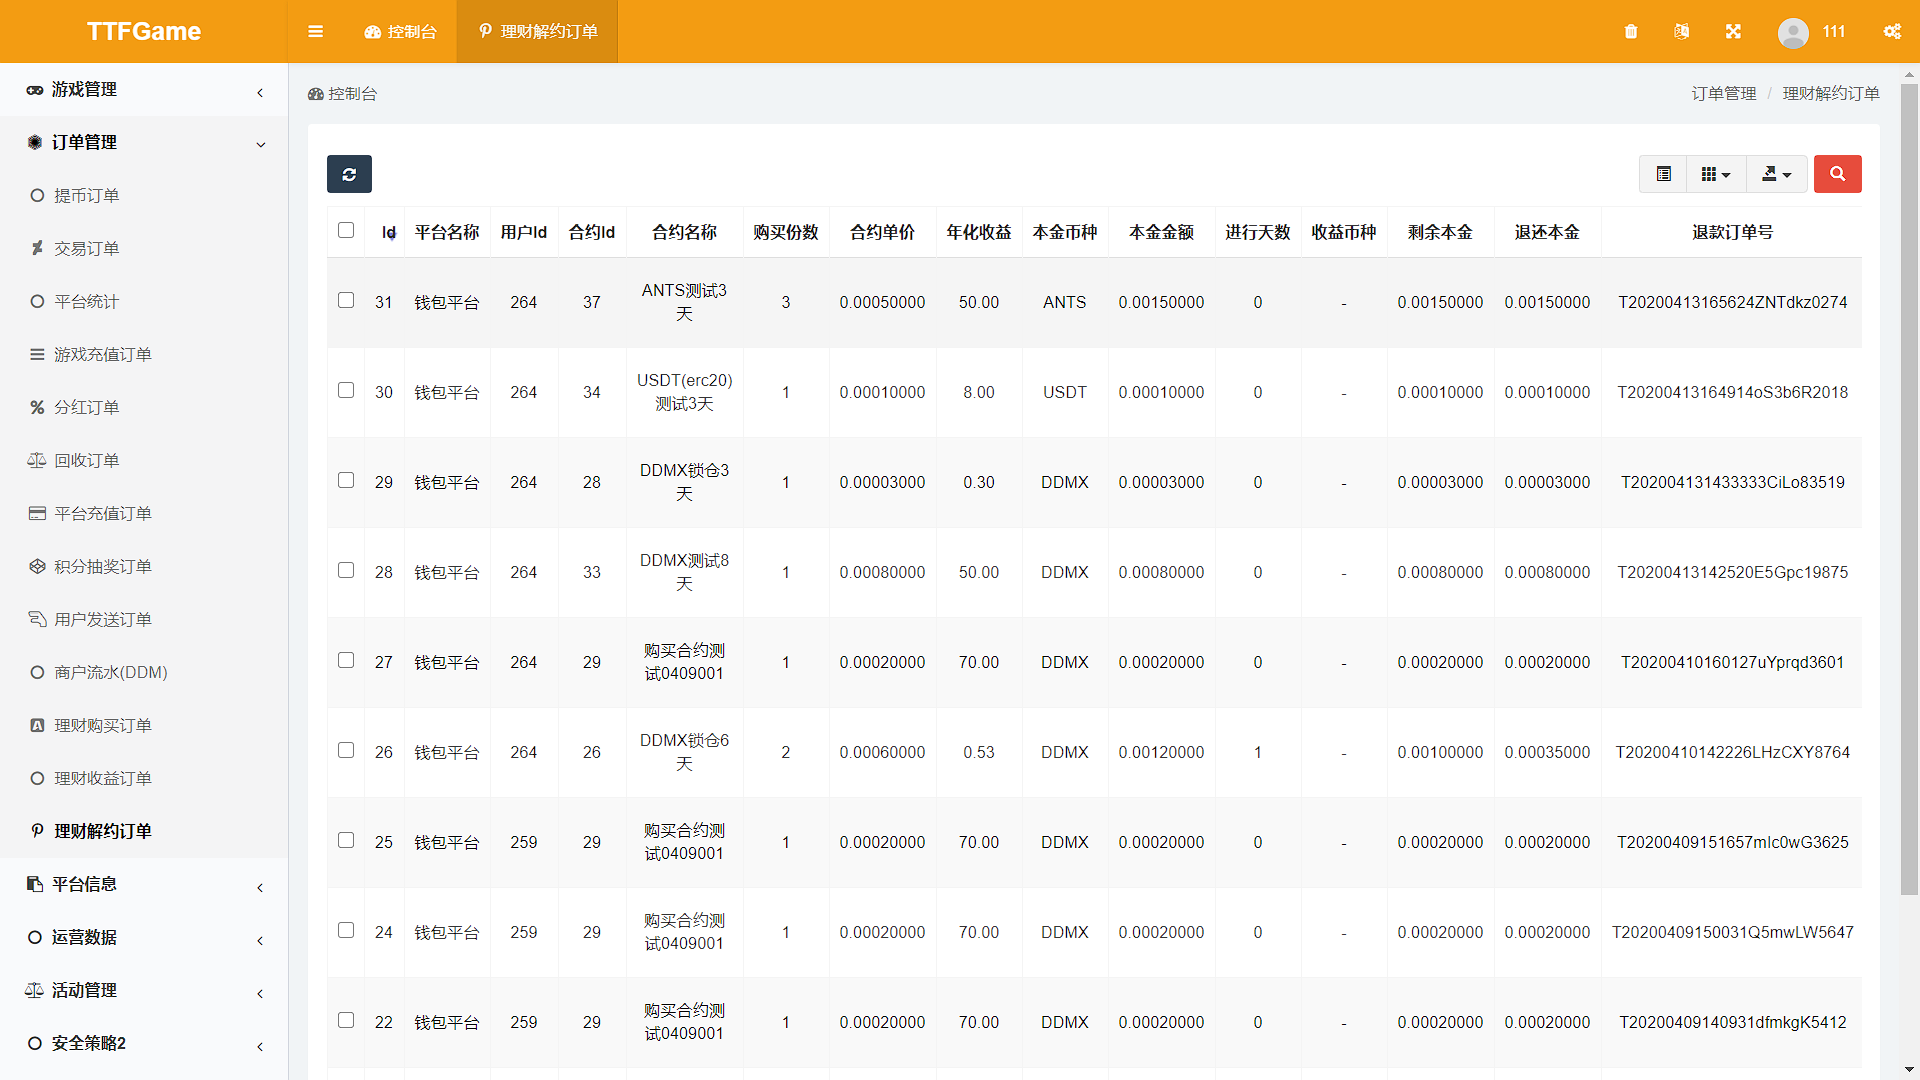 TTFGame
控制台
理财解约订单
111
游戏管理
订单管理
提币订单
交易订单
平台统计
游戏充值订单
分红订单
回收订单
平台充值订单
积分抽奖订单
用户发送订单
商户流水(DDM)
理财购买订单
理财收益订单
理财解约订单
平台信息
运营数据
活动管理
安全策略2
控制台
订单管理 / 理财解约订单
Id 平台名称 用户Id 合约Id 合约名称 购买份数 合约单价 年化收益 本金币种 本金金额 进行天数 收益币种 剩余本金 退还本金 退款订单号
31 钱包平台 264 37 ANTS测试3天 3 0.00050000 50.00 ANTS 0.00150000 0 - 0.00150000 0.00150000 T20200413165624ZNTdkz0274
30 钱包平台 264 34 USDT(erc20)测试3天 1 0.00010000 8.00 USDT 0.00010000 0 - 0.00010000 0.00010000 T20200413164914oS3b6R2018
29 钱包平台 264 28 DDMX锁仓3天 1 0.00003000 0.30 DDMX 0.00003000 0 - 0.00003000 0.00003000 T202004131433333CiLo83519
28 钱包平台 264 33 DDMX测试8天 1 0.00080000 50.00 DDMX 0.00080000 0 - 0.00080000 0.00080000 T20200413142520E5Gpc19875
27 钱包平台 264 29 购买合约测试0409001 1 0.00020000 70.00 DDMX 0.00020000 0 - 0.00020000 0.00020000 T20200410160127uYprqd3601
26 钱包平台 264 26 DDMX锁仓6天 2 0.00060000 0.53 DDMX 0.00120000 1 - 0.00100000 0.00035000 T20200410142226LHzCXY8764
25 钱包平台 259 29 购买合约测试0409001 1 0.00020000 70.00 DDMX 0.00020000 0 - 0.00020000 0.00020000 T20200409151657mIc0wG3625
24 钱包平台 259 29 购买合约测试0409001 1 0.00020000 70.00 DDMX 0.00020000 0 - 0.00020000 0.00020000 T20200409150031Q5mwLW5647
22 钱包平台 259 29 购买合约测试0409001 1 0.00020000 70.00 DDMX 0.00020000 0 - 0.00020000 0.00020000 T20200409140931dfmkgK5412